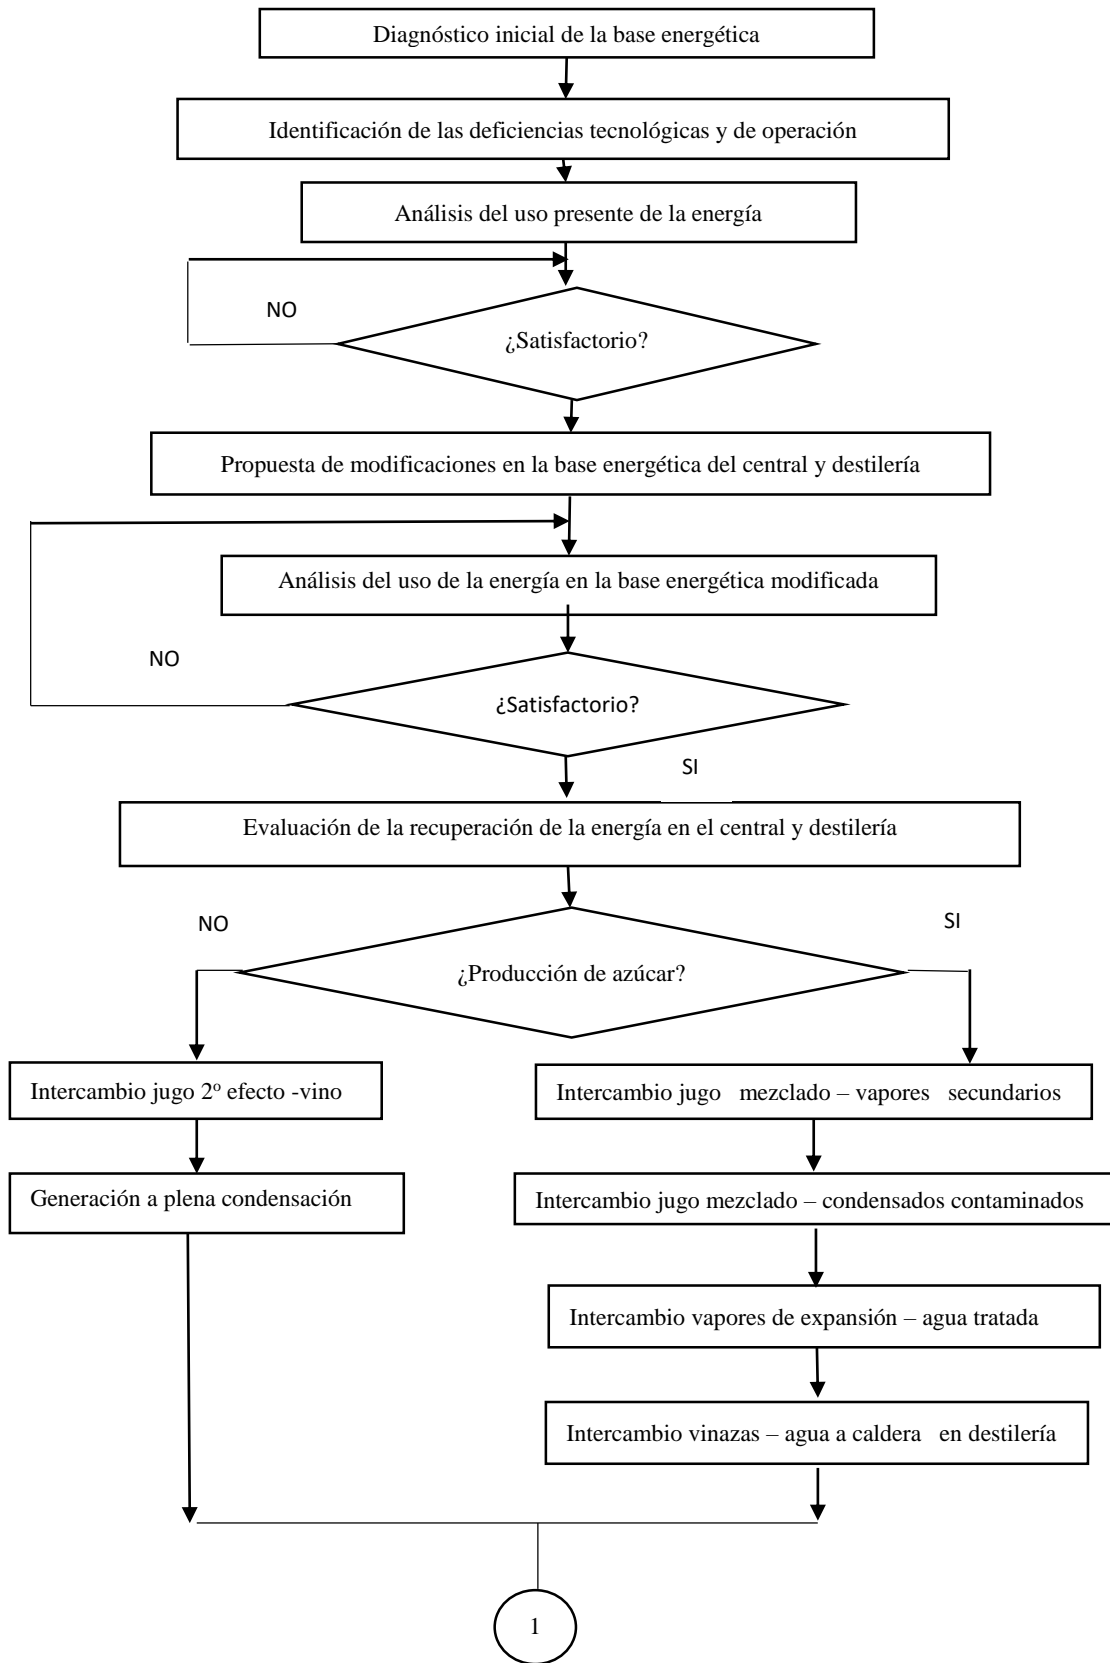 Diagnóstico inicial de la base energética
Identificación de las deficiencias tecnológicas y de operación
Análisis del uso presente de la energía
NO
¿Satisfactorio?
Propuesta de modificaciones en la base energética del central y destilería
Análisis del uso de la energía en la base energética modificada
NO
¿Satisfactorio?
SI
Evaluación de la recuperación de la energía en el central y destilería
NO
SI
¿Producción de azúcar?
Intercambio jugo 2º efecto -vino
Intercambio jugo mezclado – vapores secundarios
Generación a plena condensación
Intercambio jugo mezclado – condensados contaminados
Intercambio vapores de expansión – agua tratada
Intercambio vinazas – agua a caldera en destilería
1